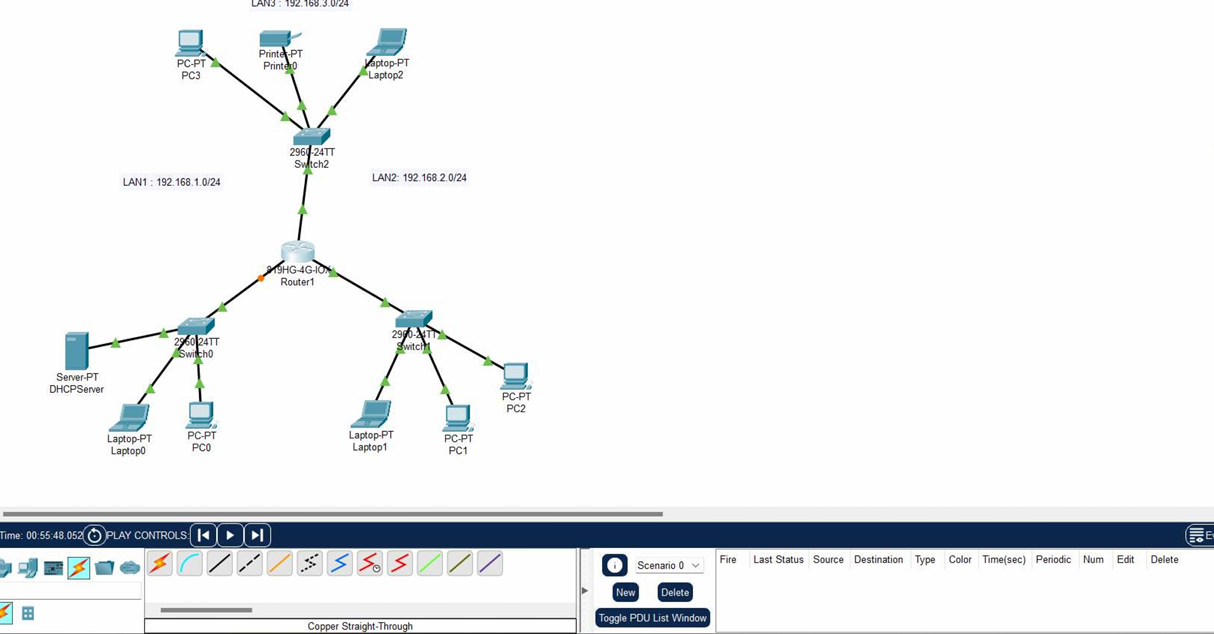 LAN3 : 192.168.3.0/24
PC-PT
PC3
Printer-PT
Printer0
Laptop-PT
Laptop2
2960-24TT
Switch2
LAN1 : 192.168.1.0/24
LAN2: 192.168.2.0/24
819HG-4G-IOX
Router1
2960-24TT
Switch0
2960-24TT
Switch1
Server-PT
DHCPServer
Laptop-PT
Laptop0
PC-PT
PC0
Laptop-PT
Laptop1
PC-PT
PC1
PC-PT
PC2
Time: 00:55:48.052
PLAY CONTROLS:
Scenario 0
New
Delete
Toggle PDU List Window
Fire Last Status Source Destination Type Color Time(sec) Periodic Num Edit Delete
Copper Straight-Through